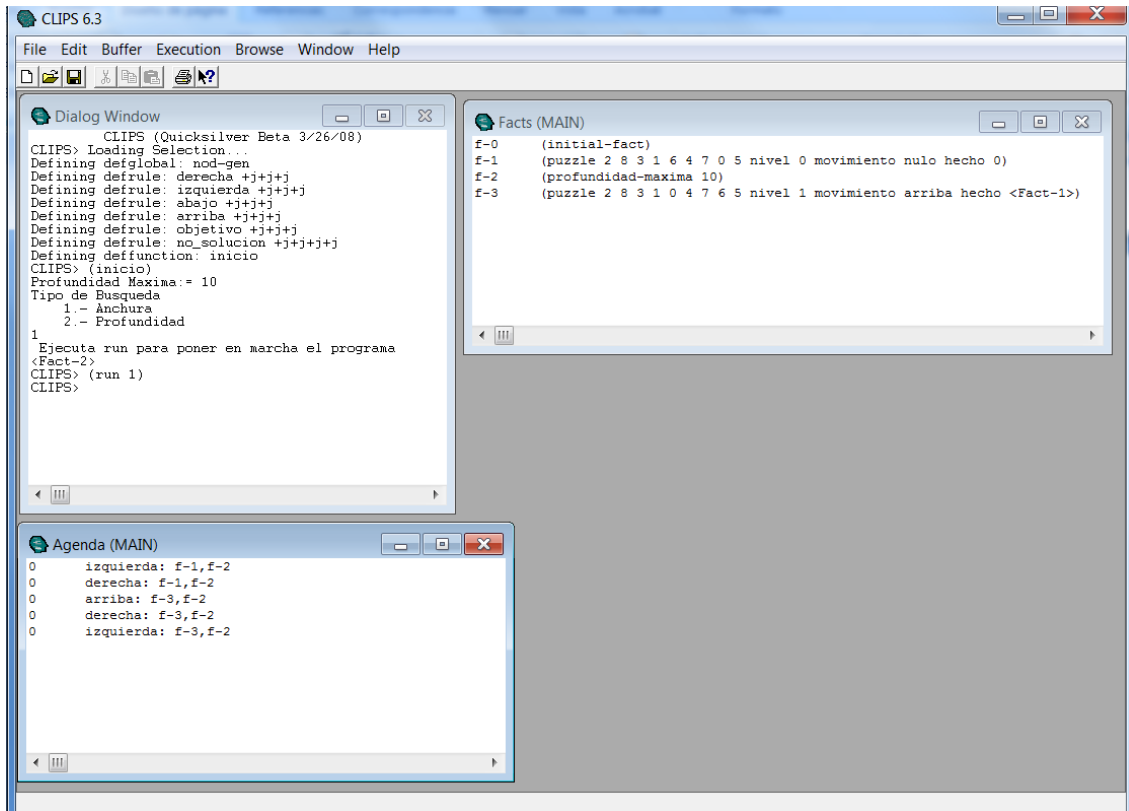 CLIPS 6.3
File Edit Buffer Execution Browse Window Help
Dialog Window
CLIPS (Quicksilver Beta 3/26/08)
CLIPS> Loading Selection...
Defining defglobal: nod-gen
Defining defrule: derecha +j+j+j
Defining defrule: izquierda +j+j+j
Defining defrule: abajo +j+j+j
Defining defrule: arriba +j+j+j
Defining defrule: objetivo +j+j+j
Defining defrule: no_solucion +j+j+j+j
Defining deffunction: inicio
CLIPS> (inicio)
Profundidad Maxima:= 10
Tipo de Busqueda
1.- Anchura
2.- Profundidad
1
Ejecuta run para poner en marcha el programa
<Fact-2>
CLIPS> (run 1)
CLIPS>
Facts (MAIN)
f-0 (initial-fact)
f-1 (puzzle 2 8 3 1 6 4 7 0 5 nivel 0 movimiento nulo hecho 0)
f-2 (profundidad-maxima 10)
f-3 (puzzle 2 8 3 1 0 4 7 6 5 nivel 1 movimiento arriba hecho <Fact-1>)
Agenda (MAIN)
0 izquierda: f-1,f-2
0 derecha: f-1,f-2
0 arriba: f-3,f-2
0 derecha: f-3,f-2
0 izquierda: f-3,f-2